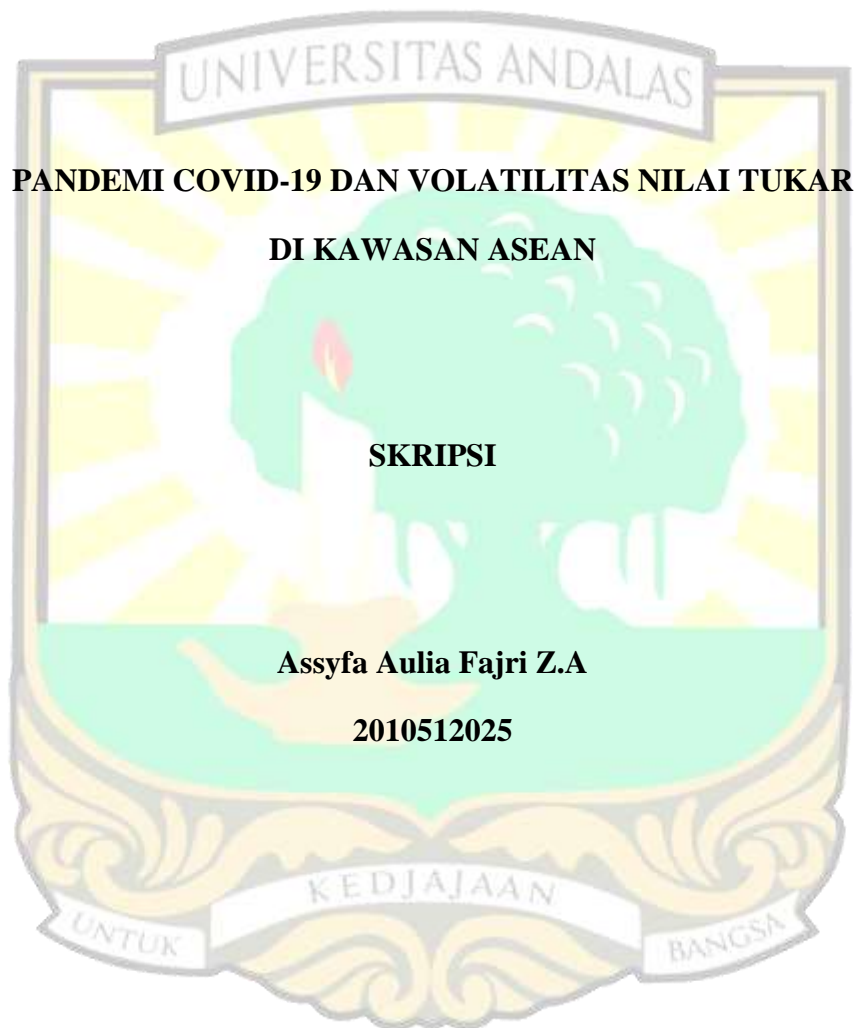 UNIVERSITAS ANDALAS
PANDEMI COVID-19 DAN VOLATILITAS NILAI TUKAR
DI KAWASAN ASEAN
SKRIPSI
Assyfa Aulia Fajri Z.A
2010512025
UNTUK KEDJAJAAN BANGSA